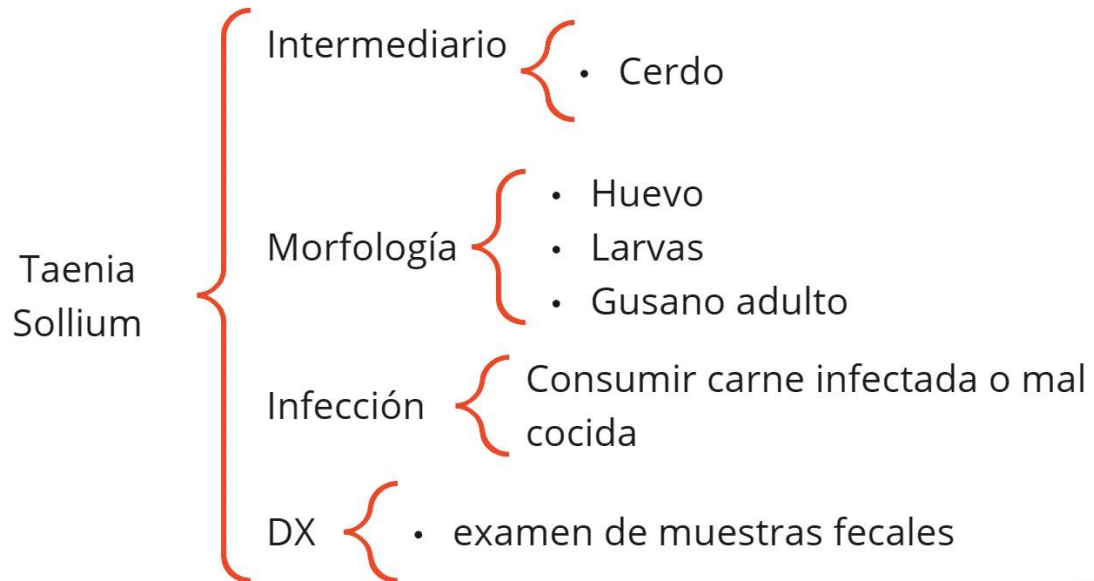 Taenia
Sollium
Intermediario
• Cerdo
Morfología
• Huevo
• Larvas
• Gusano adulto
Infección
Consumir carne infectada o mal
cocida
DX
• examen de muestras fecales